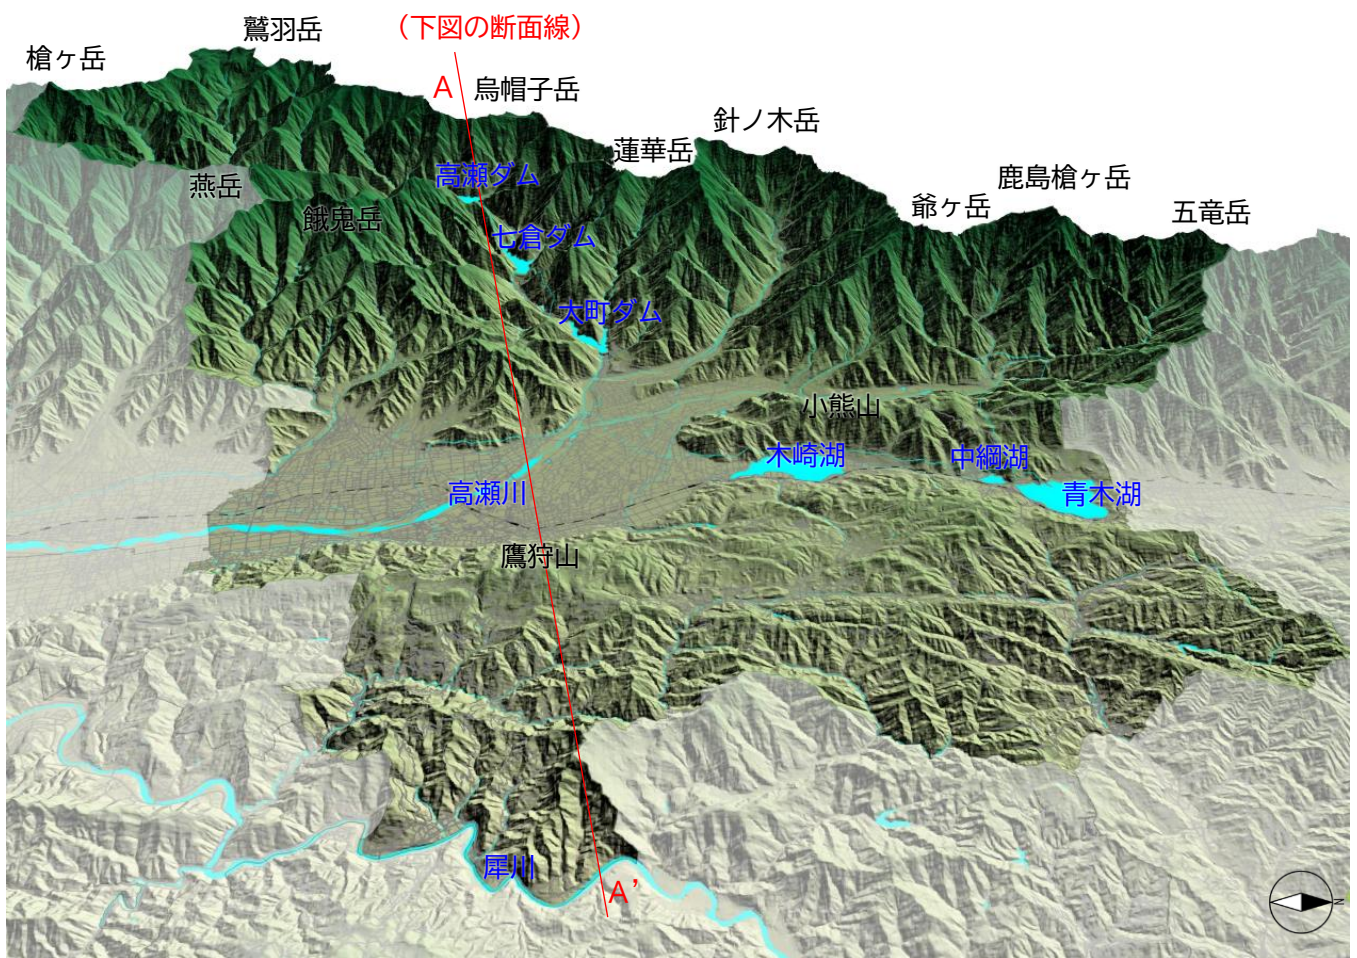 (下図の断面線)
鷲羽岳
槍ヶ岳
A
烏帽子岳
針ノ木岳
蓮華岳
高瀬ダム
鹿島槍ヶ岳
燕岳
爺ヶ岳
五竜岳
餓鬼岳
七倉ダム
大町ダム
小熊山
木崎湖
中綱湖
高瀬川
青木湖
鷹狩山
犀川
A’
N